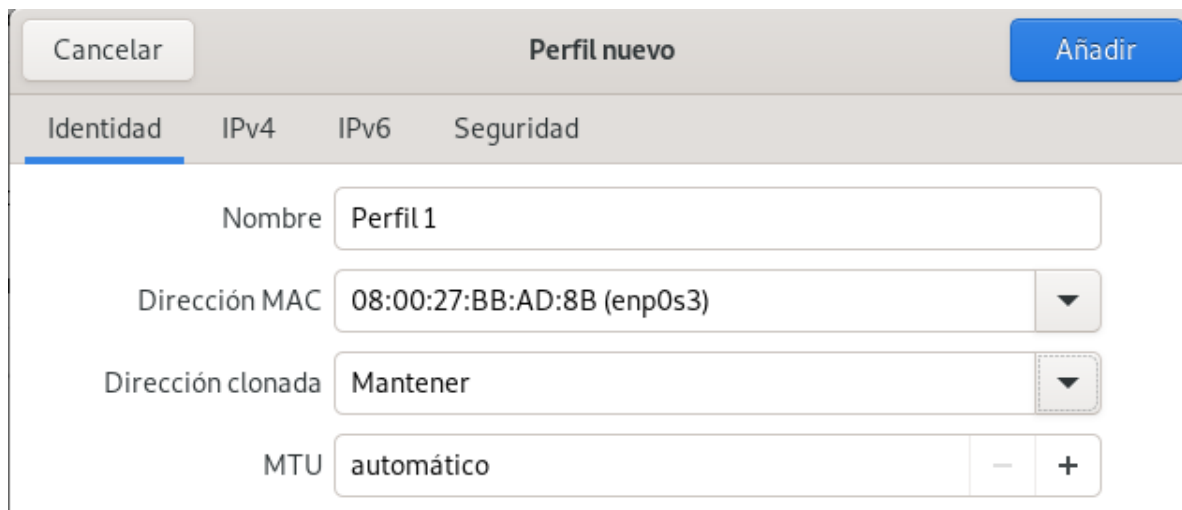 Cancelar Perfil nuevo Añadir
Identidad IPv4 IPv6 Seguridad
Nombre Perfil 1
Dirección MAC 08:00:27:BB:AD:8B (enp0s3)
Dirección clonada Mantener
MTU automático − +